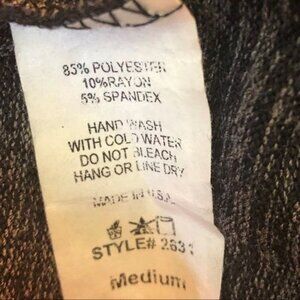 85% POLYESTER
10%RAYON
5% SPANDEX
HAND WASH
WITH COLD WATER
DO NOT BLEACH
HANG OR LINE DRY
MADE IN U.S.A.
STYLE# 2631
Medium